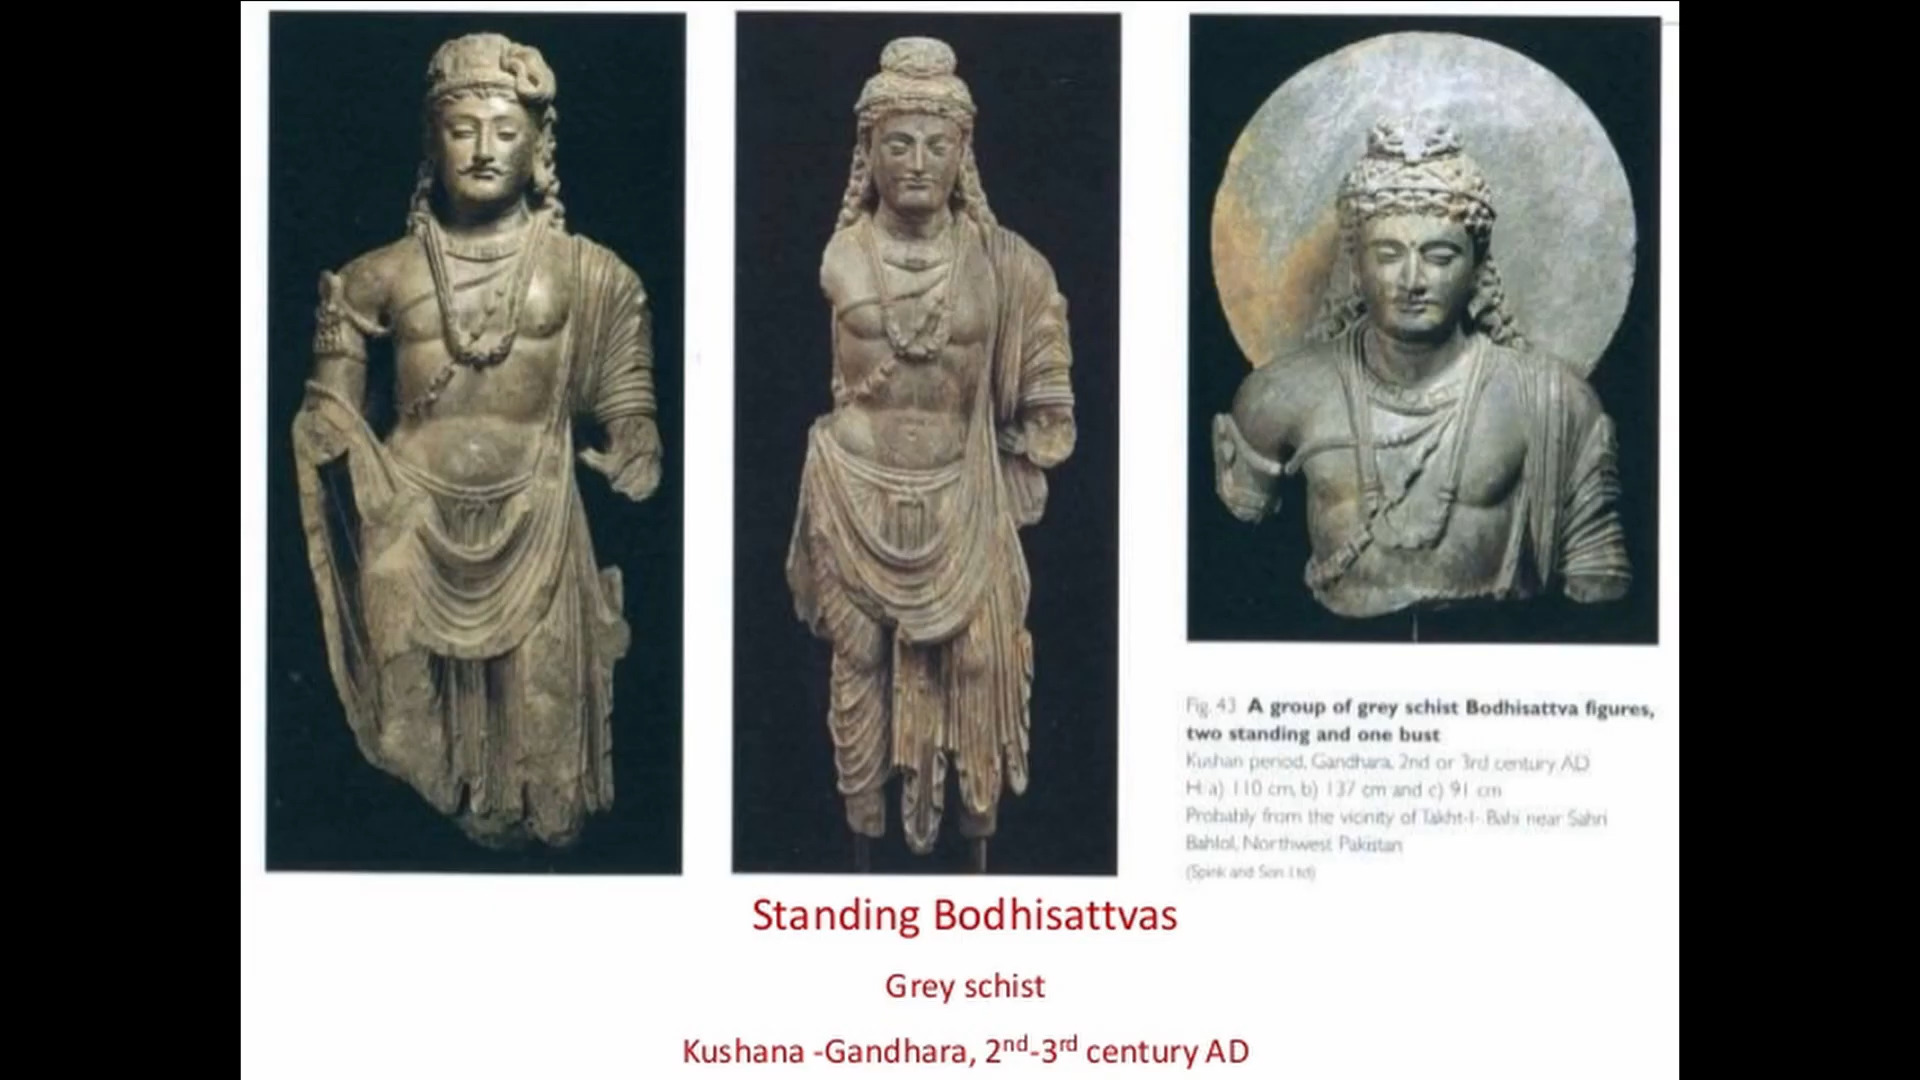 Fig. 43 A group of grey schist Bodhisattva figures,
two standing and one bust
Kushan period, Gandhara, 2nd or 3rd century AD
H: a) 110 cm, b) 137 cm and c) 91 cm
Probably from the vicinity of Takht-I- Bahi near Sahri
Bahlol, Northwest Pakistan
(Spink and Son Ltd)
Standing Bodhisattvas
Grey schist
Kushana -Gandhara, 2nd-3rd century AD